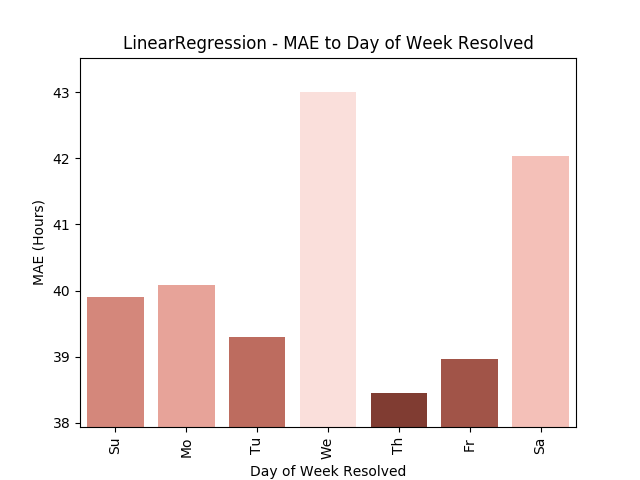 LinearRegression - MAE to Day of Week Resolved
MAE (Hours)
43
42
41
40
39
38
Su
Mo
Tu
We
Th
Fr
Sa
Day of Week Resolved